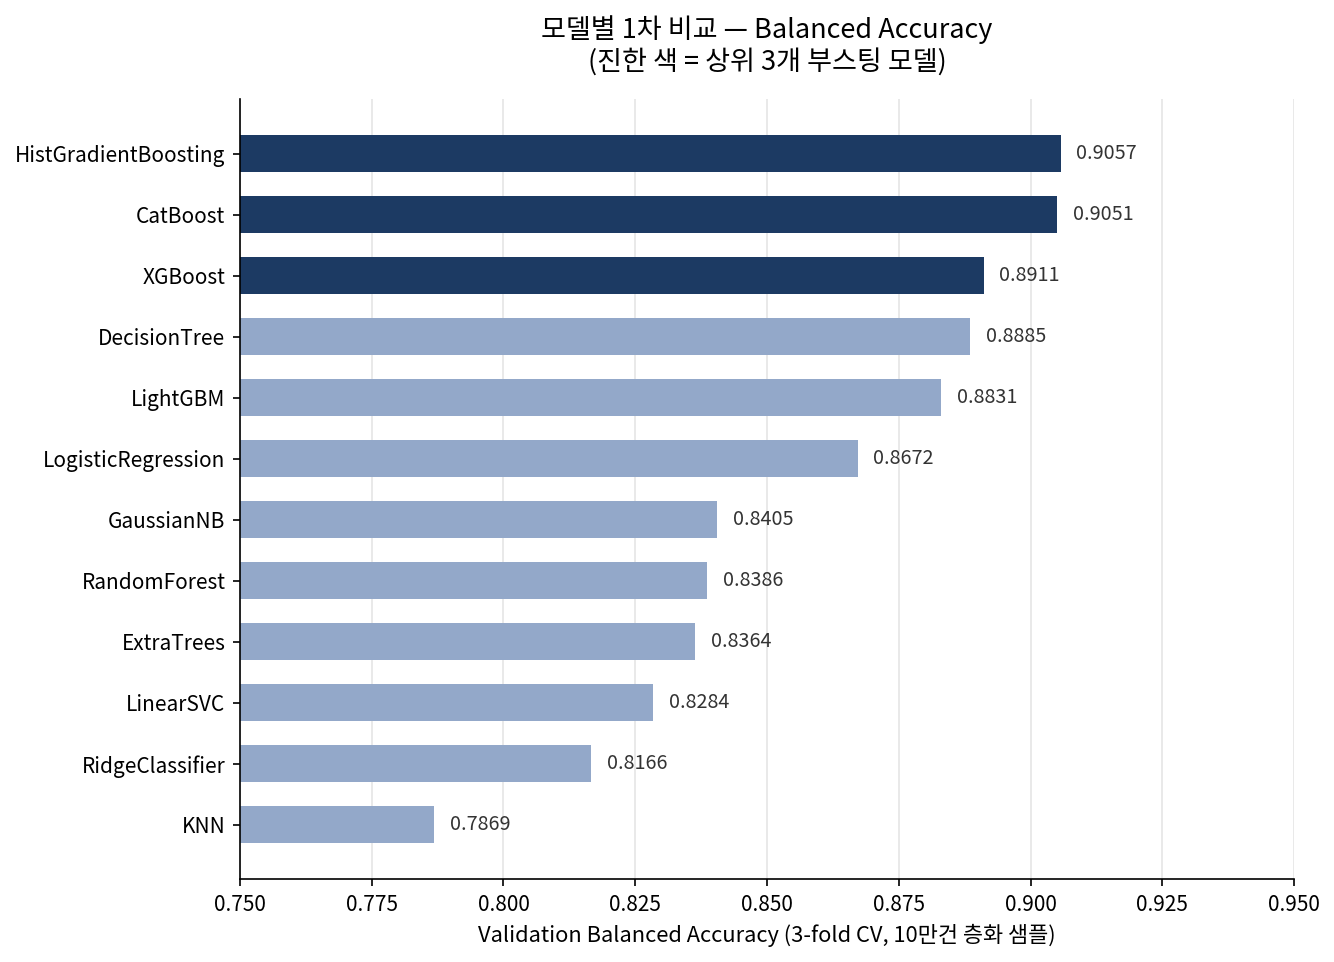 모델별 1차 비교 — Balanced Accuracy
(진한 색 = 상위 3개 부스팅 모델)
HistGradientBoosting 0.9057
CatBoost 0.9051
XGBoost 0.8911
DecisionTree 0.8885
LightGBM 0.8831
LogisticRegression 0.8672
GaussianNB 0.8405
RandomForest 0.8386
ExtraTrees 0.8364
LinearSVC 0.8284
RidgeClassifier 0.8166
KNN 0.7869
0.750 0.775 0.800 0.825 0.850 0.875 0.900 0.925 0.950
Validation Balanced Accuracy (3-fold CV, 10만건 층화 샘플)